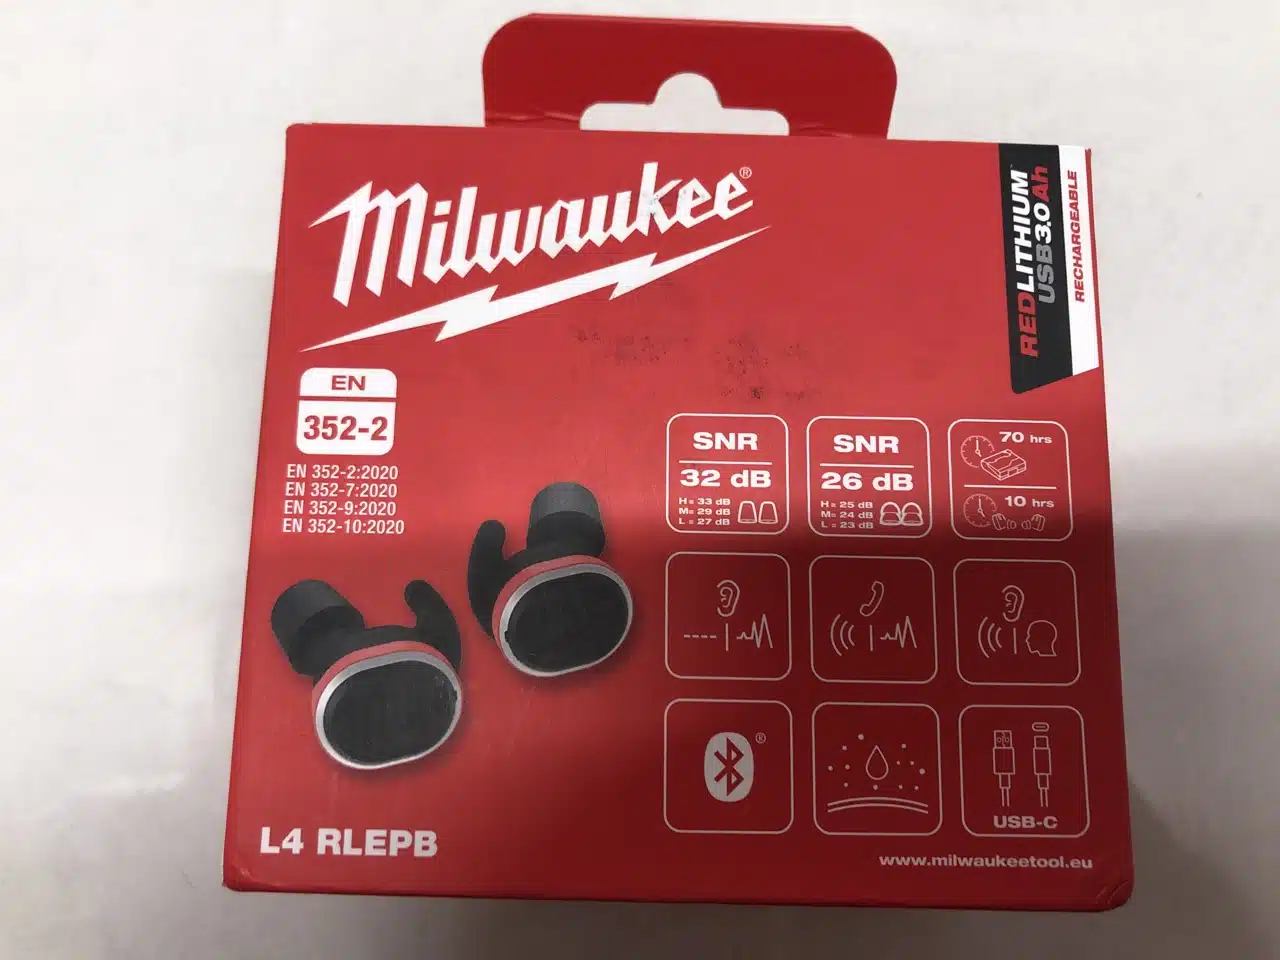 Milwaukee®
REDLITHIUM™
USB 3.0 Ah
RECHARGEABLE
EN
352-2
EN 352-2:2020
EN 352-7:2020
EN 352-9:2020
EN 352-10:2020
SNR
32 dB
H= 33 dB
M= 29 dB
L= 27 dB
SNR
26 dB
H= 25 dB
M= 24 dB
L= 23 dB
70 hrs
10 hrs
®
USB-C
L4 RLEPB
www.milwaukeetool.eu